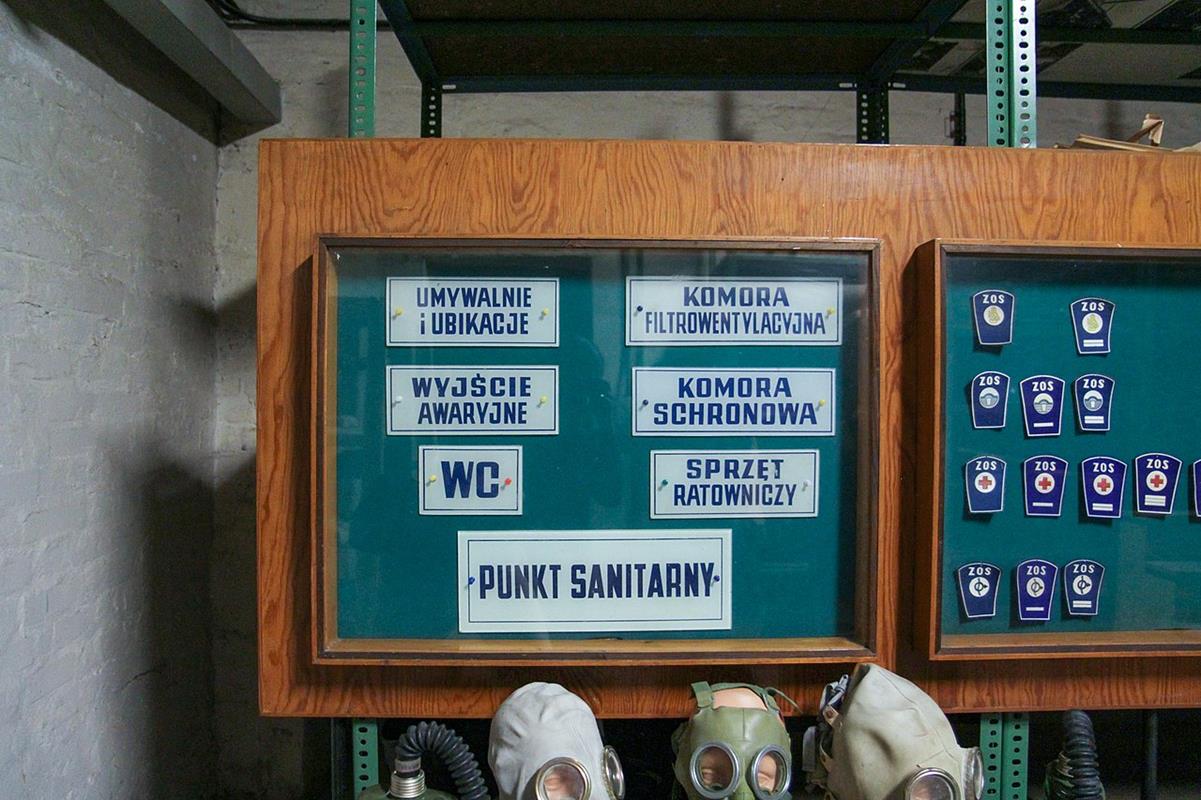 UMYWALNIE
i UBIKACJE
KOMORA
FILTROWENTYLACYJNA
WYJŚCIE
AWARYJNE
KOMORA
SCHRONOWA
WC
SPRZĘT
RATOWNICZY
PUNKT SANITARNY
ZOS
ZOS
ZOS
ZOS
ZOS
ZOS
ZOS
ZOS
ZOS
ZOS
ZOS
ZOS